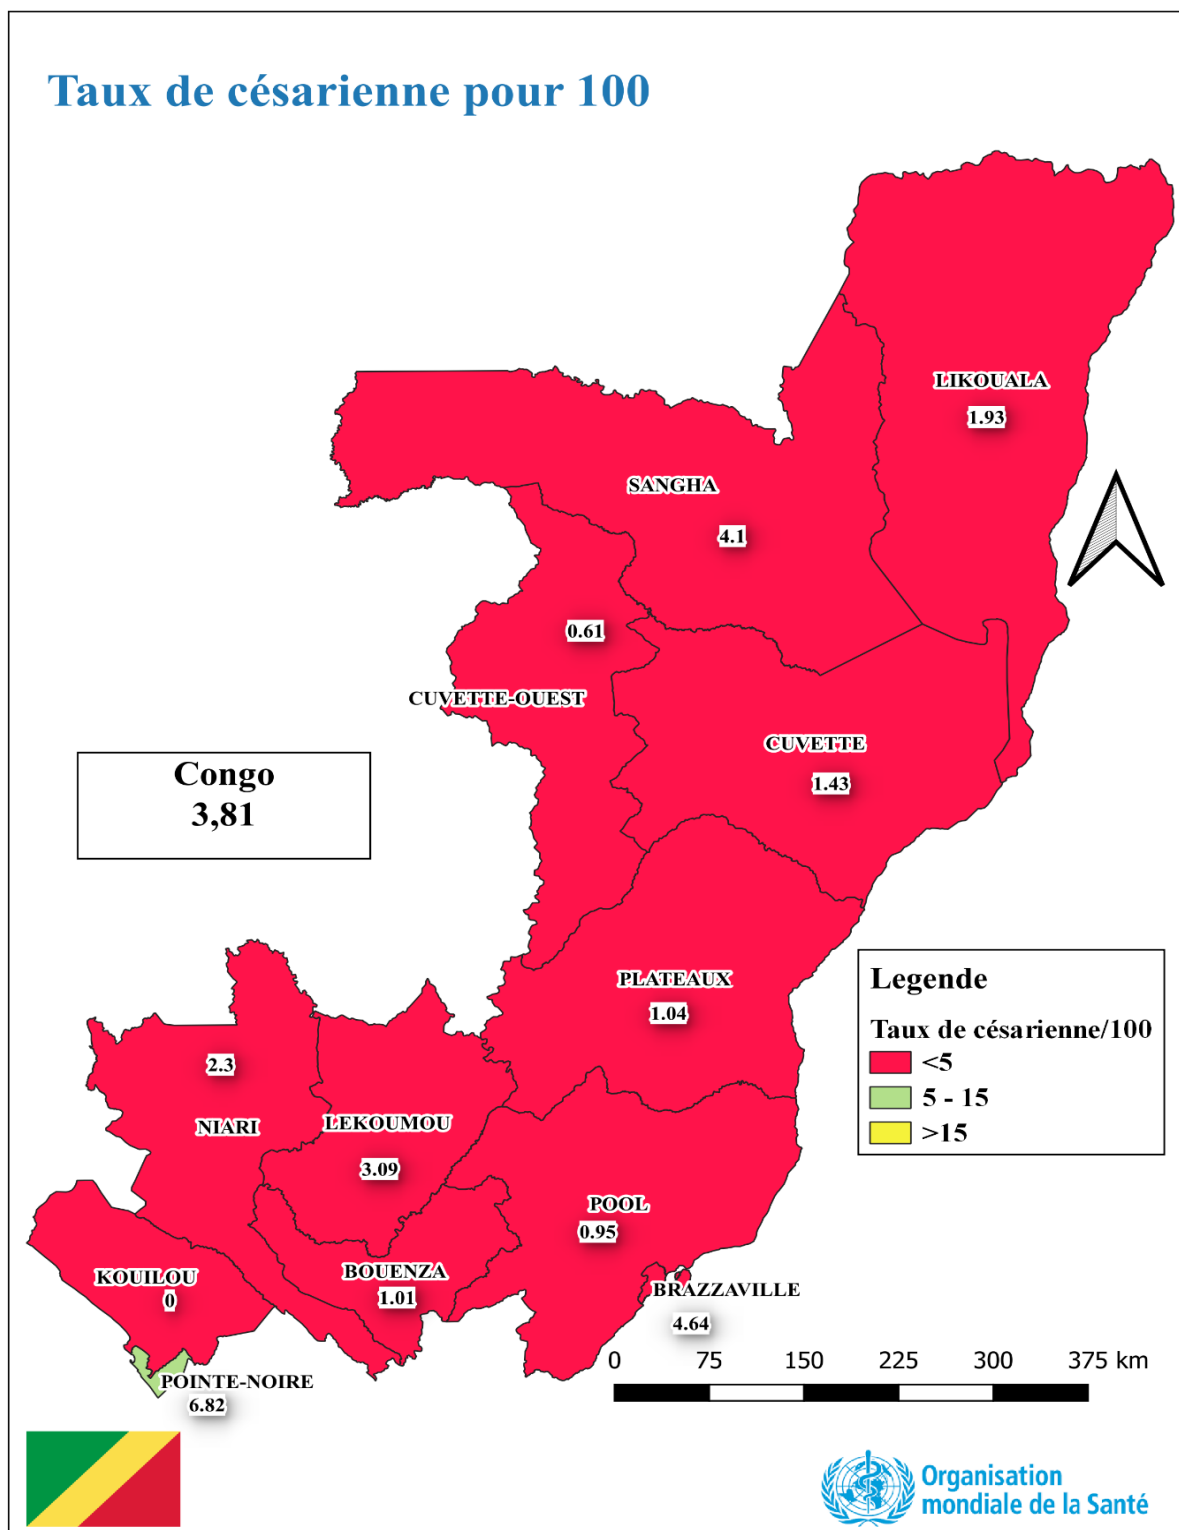 Taux de césarienne pour 100
LIKOUALA
1.93
SANGHA
4.1
0.61
CUVETTE-OUEST
CUVETTE
1.43
Congo
3,81
PLATEAUX
1.04
Legende
Taux de césarienne/100
<5
5 - 15
>15
2.3
NIARI
LEKOUMOU
3.09
POOL
0.95
KOUILOU
0
BOUENZA
1.01
BRAZZAVILLE
4.64
POINTE-NOIRE
6.82
0 75 150 225 300 375 km
Organisation
mondiale de la Santé